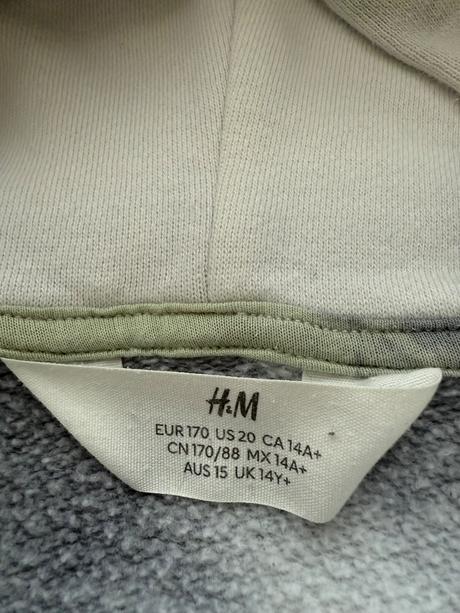 H&M
EUR 170 US 20 CA 14A+
CN 170/88 MX 14A+
AUS 15 UK 14Y+